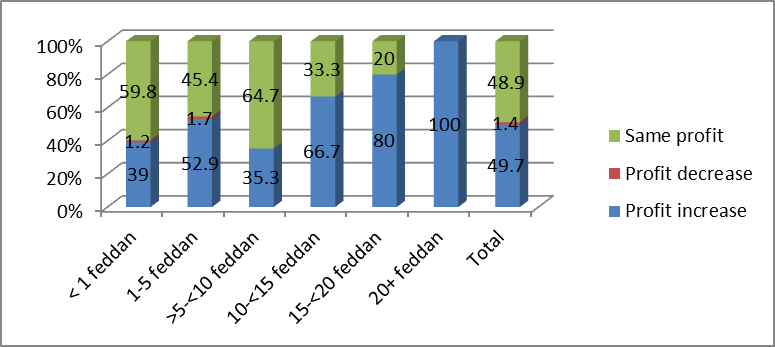 100%
80%
60%
40%
20%
0%
59.8
1.2
39
45.4
1.7
52.9
64.7
35.3
33.3
66.7
20
80
100
48.9
1.4
49.7
< 1 feddan
1-5 feddan
>5-<10 feddan
10-<15 feddan
15-<20 feddan
20+ feddan
Total
Same profit
Profit decrease
Profit increase